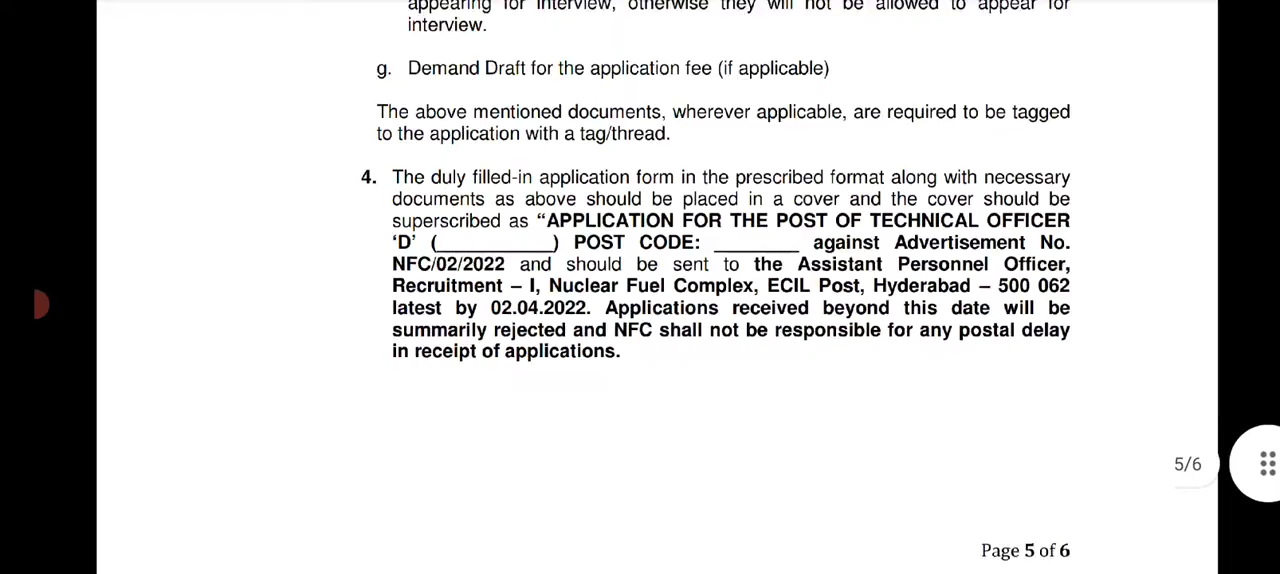 appearing for interview, otherwise they will not be allowed to appear for
interview.
g. Demand Draft for the application fee (if applicable)
The above mentioned documents, wherever applicable, are required to be tagged
to the application with a tag/thread.
4. The duly filled-in application form in the prescribed format along with necessary
documents as above should be placed in a cover and the cover should be
superscribed as “APPLICATION FOR THE POST OF TECHNICAL OFFICER
‘D’ (__________) POST CODE: _______ against Advertisement No.
NFC/02/2022 and should be sent to the Assistant Personnel Officer,
Recruitment – I, Nuclear Fuel Complex, ECIL Post, Hyderabad – 500 062
latest by 02.04.2022. Applications received beyond this date will be
summarily rejected and NFC shall not be responsible for any postal delay
in receipt of applications.
5/6
Page 5 of 6